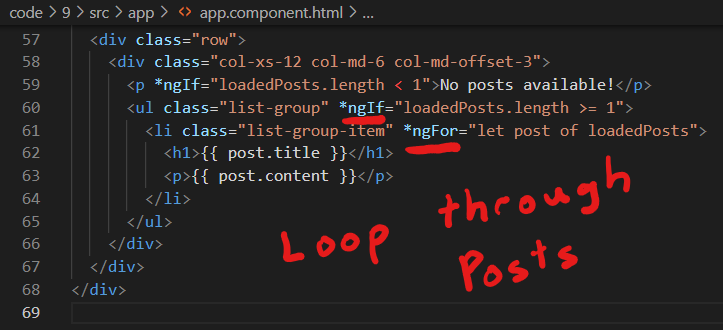 code > 9 > src > app > <> app.component.html > ...
57 <div class="row">
58 <div class="col-xs-12 col-md-6 col-md-offset-3">
59 <p *ngIf="loadedPosts.length < 1">No posts available!</p>
60 <ul class="list-group" *ngIf="loadedPosts.length >= 1">
61 <li class="list-group-item" *ngFor="let post of loadedPosts">
62 <h1>{{ post.title }}</h1>
63 <p>{{ post.content }}</p>
64 </li>
65 </ul>
66 </div>
67 </div>
68 </div>
69
Loop through
Posts